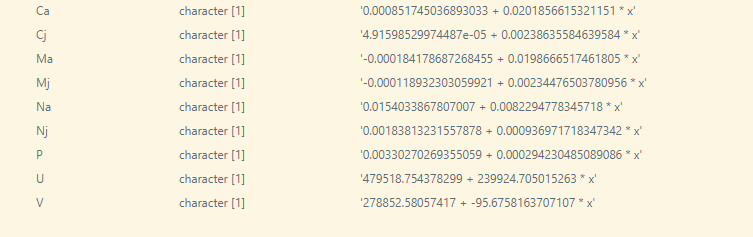 Ca character [1] '0.000851745036893033 + 0.0201856615321151 * x'
Cj character [1] '4.91598529974487e-05 + 0.00238635584639584 * x'
Ma character [1] '-0.000184178687268455 + 0.0198666517461805 * x'
Mj character [1] '-0.000118932303059921 + 0.00234476503780956 * x'
Na character [1] '0.0154033867807007 + 0.0082294778345718 * x'
Nj character [1] '0.00183813231557878 + 0.000936971718347342 * x'
P character [1] '0.00330270269355059 + 0.000294230485089086 * x'
U character [1] '479518.754378299 + 239924.705015263 * x'
V character [1] '278852.58057417 + -95.6758163707107 * x'